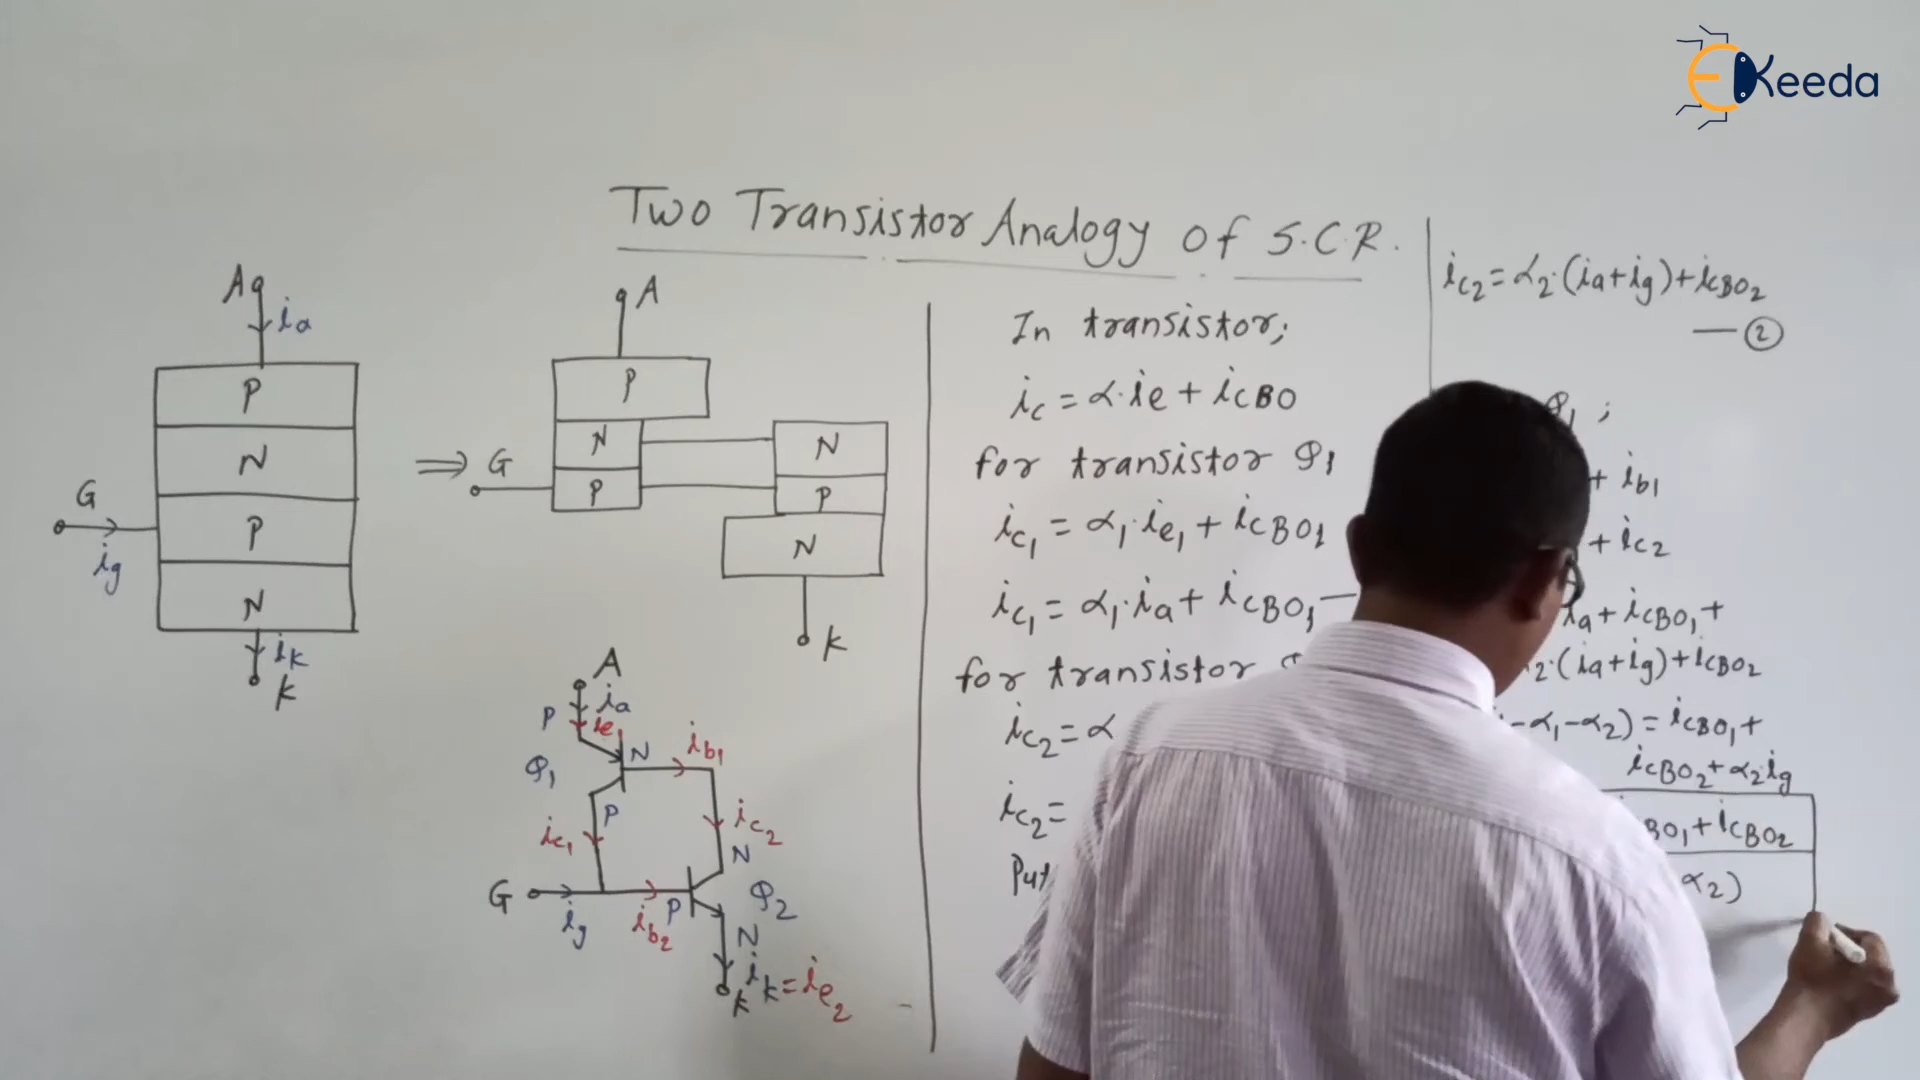 EKeeda
Two Transistor Analogy of S.C.R.
A
ia
P
N
G
P
ig
N
ik
k
A
P
N
N
⇒ G
P
P
N
k
A
ia
P
ie1
N
ib1
Q1
P
ic1
ic2
N
G
ig
ib2
P
Q2
N
k
ik=ie2
In transistor;
ic = α·ie + iCBO
for transistor Q1
ic1 = α1·ie1 + iCBO1
ic1 = α1·ia + iCBO1 —
for transistor
ic2 = α
ic2 =
Put
ic2 = α2·(ia+ig)+iCBO2
— ②
Q1 ;
+ ib1
+ ic2
ia + iCBO1 +
2·(ia+ig)+iCBO2
-α1-α2) = iCBO1 +
iCBO2 + α2ig
BO1 + iCBO2
α2)